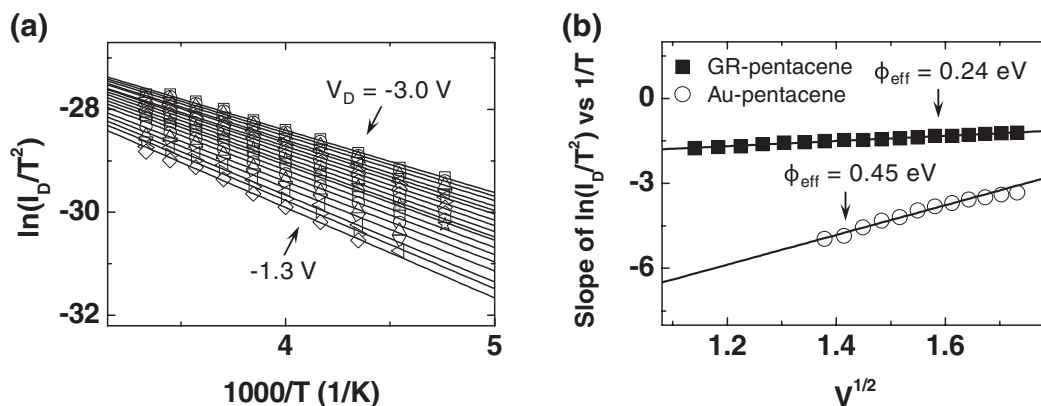 (a)
ln(I_D/T^2)
-28
-30
-32
V_D = -3.0 V
-1.3 V
4
5
1000/T (1/K)
(b)
Slope of ln(I_D/T^2) vs 1/T
0
-3
-6
GR-pentacene
Au-pentacene
ϕ_eff = 0.24 eV
ϕ_eff = 0.45 eV
1.2
1.4
1.6
V^1/2